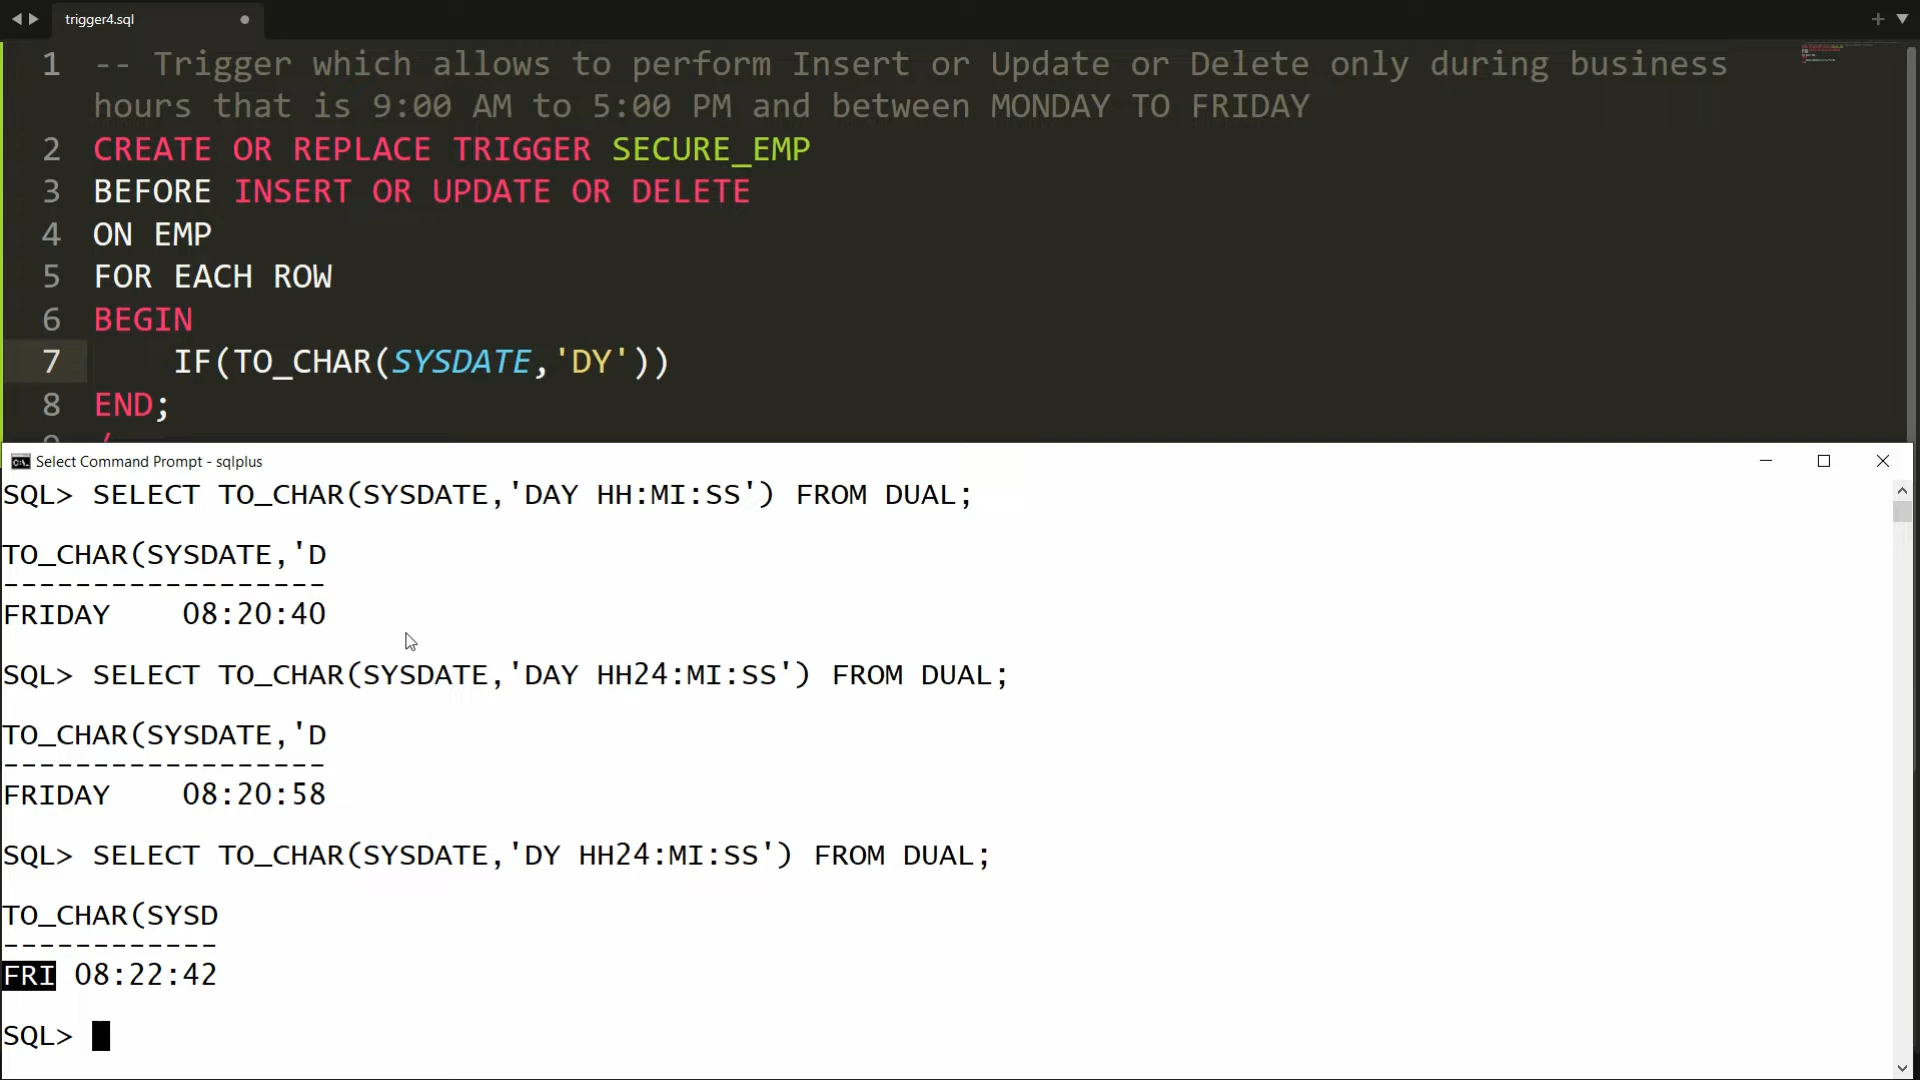 trigger4.sql
1 -- Trigger which allows to perform Insert or Update or Delete only during business
hours that is 9:00 AM to 5:00 PM and between MONDAY TO FRIDAY
2 CREATE OR REPLACE TRIGGER SECURE_EMP
3 BEFORE INSERT OR UPDATE OR DELETE
4 ON EMP
5 FOR EACH ROW
6 BEGIN
7 IF(TO_CHAR(SYSDATE,'DY'))
8 END;
9 /
Select Command Prompt - sqlplus
SQL> SELECT TO_CHAR(SYSDATE,'DAY HH:MI:SS') FROM DUAL;
TO_CHAR(SYSDATE,'D
------------------
FRIDAY    08:20:40
SQL> SELECT TO_CHAR(SYSDATE,'DAY HH24:MI:SS') FROM DUAL;
TO_CHAR(SYSDATE,'D
------------------
FRIDAY    08:20:58
SQL> SELECT TO_CHAR(SYSDATE,'DY HH24:MI:SS') FROM DUAL;
TO_CHAR(SYSD
------------
FRI 08:22:42
SQL>